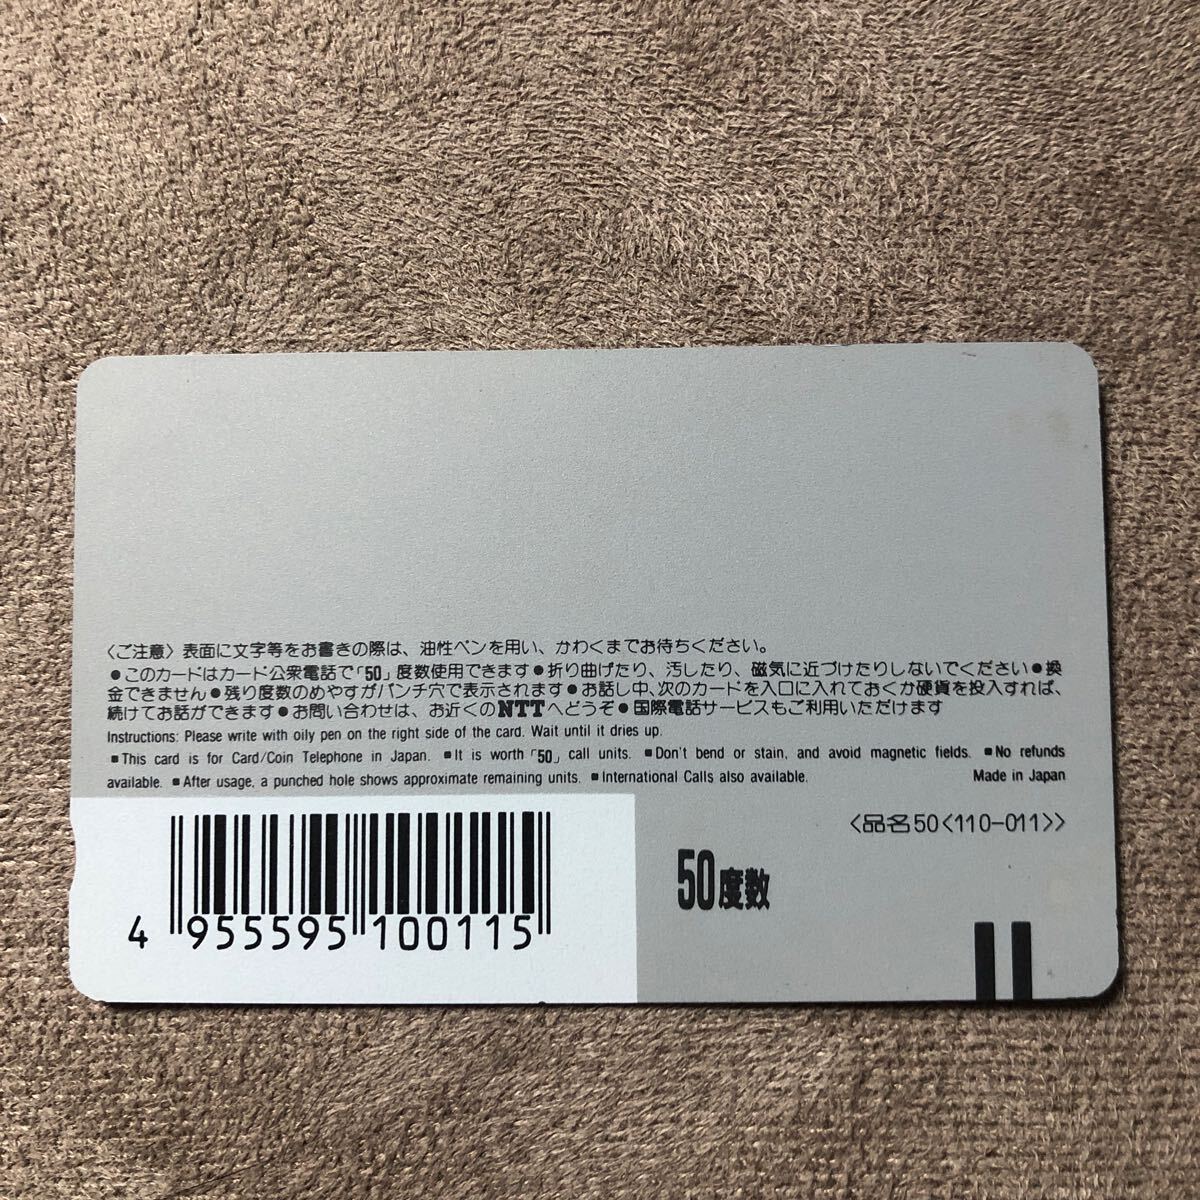 〈ご注意〉表面に文字等をお書きの際は、油性ペンを用い、かわくまでお待ちください。
●このカードはカード公衆電話で「50」度数使用できます●折り曲げたり、汚したり、磁気に近づけたりしないでください●換
金できません●残り度数のめやすがパンチ穴で表示されます●お話し中、次のカードを入口に入れておくか硬貨を投入すれば、
続けてお話ができます●お問い合わせは、お近くのNTTへどうぞ●国際電話サービスもご利用いただけます
Instructions: Please write with oily pen on the right side of the card. Wait until it dries up.
■This card is for Card/Coin Telephone in Japan. ■It is worth「50」call units. ■Don't bend or stain, and avoid magnetic fields. ■No refunds
available. ■After usage, a punched hole shows approximate remaining units. ■International Calls also available. Made in Japan
〈品名50〈110-011〉〉
50度数
4 955595 100115